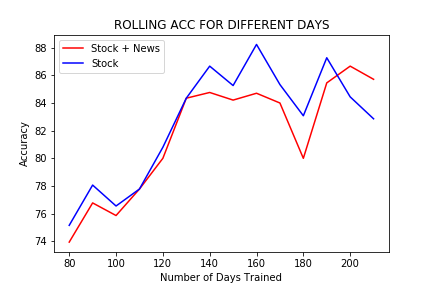 ROLLING ACC FOR DIFFERENT DAYS
Stock + News
Stock
Accuracy
88
86
84
82
80
78
76
74
80 100 120 140 160 180 200
Number of Days Trained